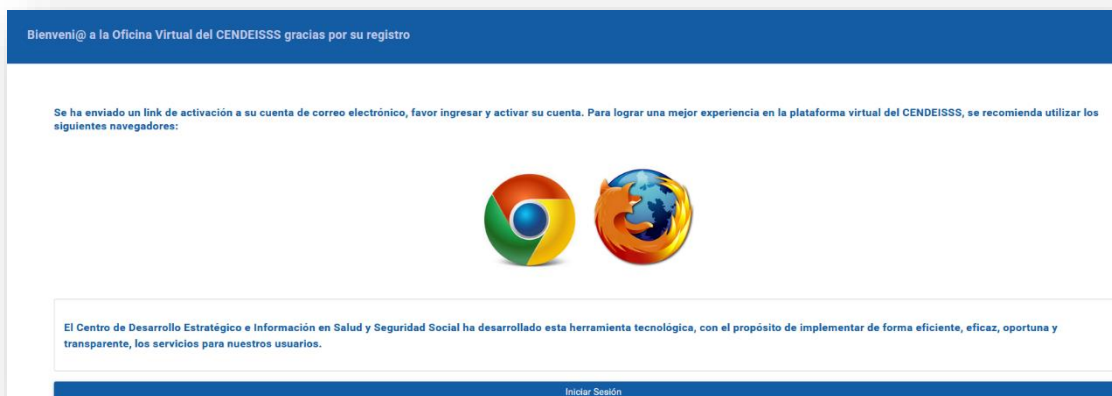 Bienveni@ a la Oficina Virtual del CENDEISSS gracias por su registro
Se ha enviado un link de activación a su cuenta de correo electrónico, favor ingresar y activar su cuenta. Para lograr una mejor experiencia en la plataforma virtual del CENDEISSS, se recomienda utilizar los
siguientes navegadores:
El Centro de Desarrollo Estratégico e Información en Salud y Seguridad Social ha desarrollado esta herramienta tecnológica, con el propósito de implementar de forma eficiente, eficaz, oportuna y
transparente, los servicios para nuestros usuarios.
Iniciar Sesión